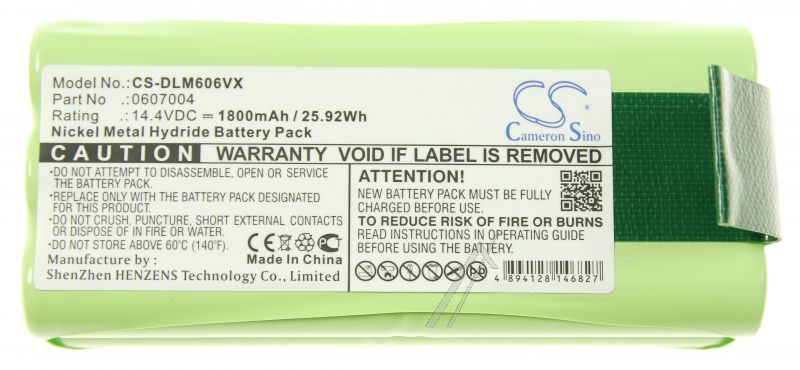 Model No.: CS-DLM606VX
Part No .: 0607004
Rating .: 14.4VDC ⎓ 1800mAh / 25.92Wh
Nickel Metal Hydride Battery Pack
CS
Cameron Sino
CAUTION WARRANTY VOID IF LABEL IS REMOVED
•DO NOT ATTEMPT TO DISASSEMBLE, OPEN OR SERVICE
THE BATTERY PACK.
•REPLACE ONLY WITH THE BATTERY PACK DESIGNATED
FOR THIS PRODUCT.
•DO NOT CRUSH, PUNCTURE, SHORT EXTERNAL CONTACTS
OR DISPOSE OF IN FIRE OR WATER.
•DO NOT STORE ABOVE 60℃ (140℉).
CE
Made In China
Manufactured by
ShenZhen HENZENS Technology Co., Limited
ATTENTION!
NEW BATTERY PACK MUST BE FULLY
CHARGED BEFORE USE.
TO REDUCE RISK OF FIRE OR BURNS
READ INSTRUCTIONS IN OPERATING GUIDE
BEFORE USING BATTERY PACK.
Pb
4 894128 146827